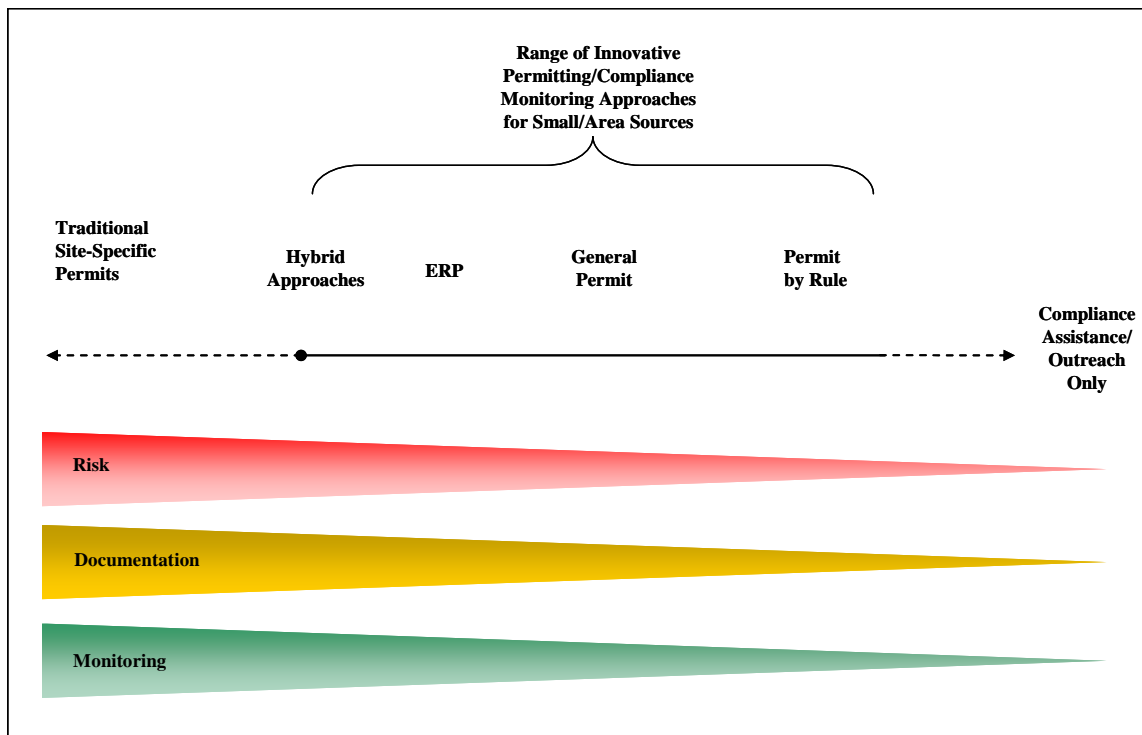 Range of Innovative
Permitting/Compliance
Monitoring Approaches
for Small/Area Sources
Traditional
Site-Specific
Permits
Hybrid
Approaches
ERP
General
Permit
Permit
by Rule
Compliance
Assistance/
Outreach
Only
Risk
Documentation
Monitoring